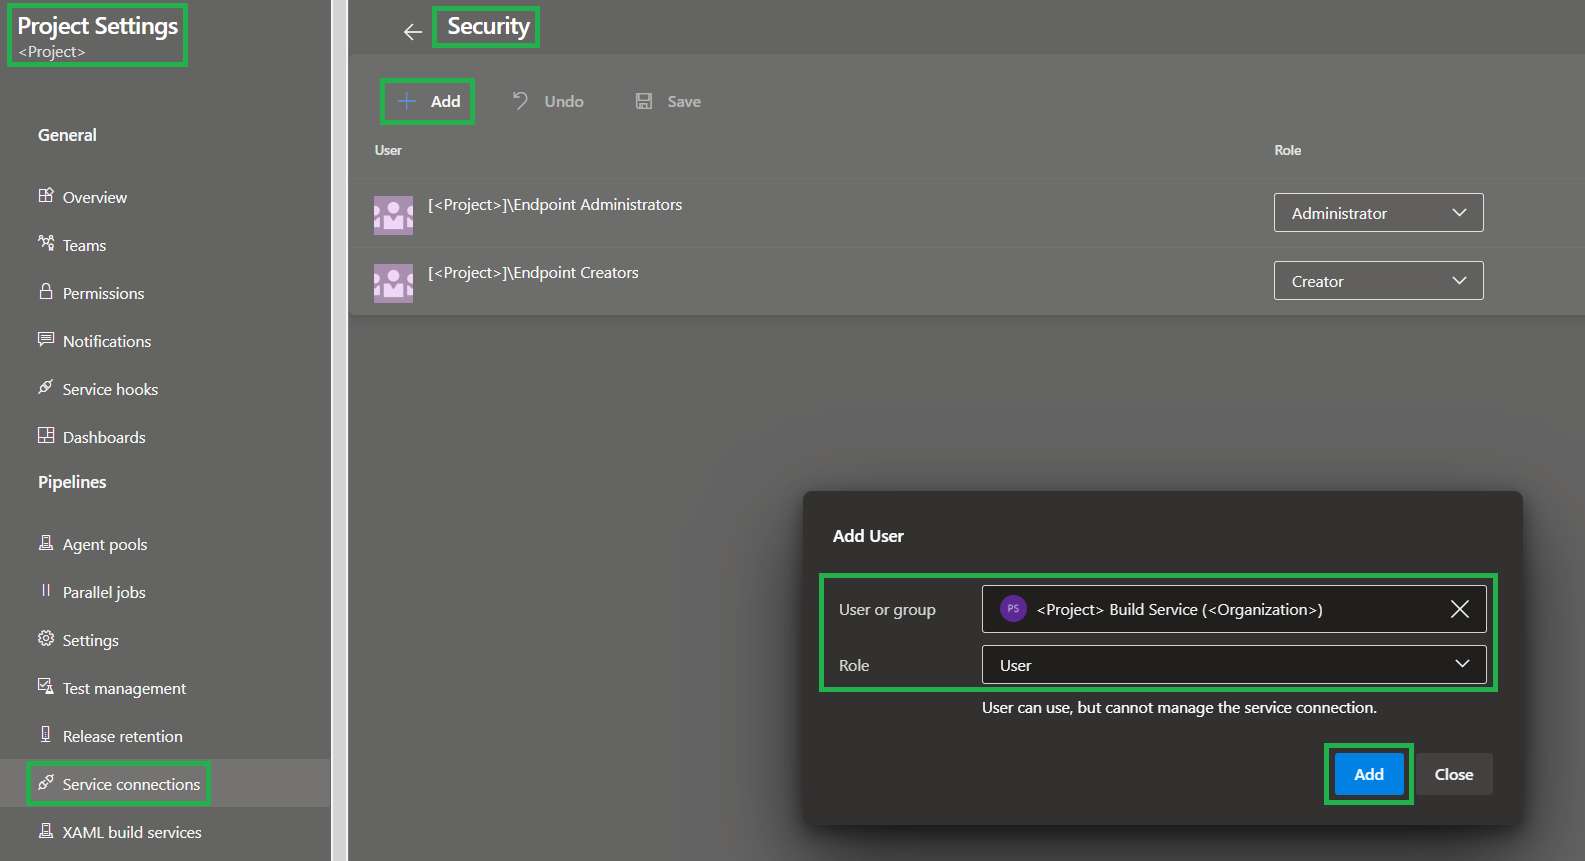 Project Settings
<Project>
General
Overview
Teams
Permissions
Notifications
Service hooks
Dashboards
Pipelines
Agent pools
Parallel jobs
Settings
Test management
Release retention
Service connections
XAML build services
Security
Add Undo Save
User Role
[<Project>]\Endpoint Administrators Administrator
[<Project>]\Endpoint Creators Creator
Add User
User or group PS <Project> Build Service (<Organization>)
Role User
User can use, but cannot manage the service connection.
Add Close